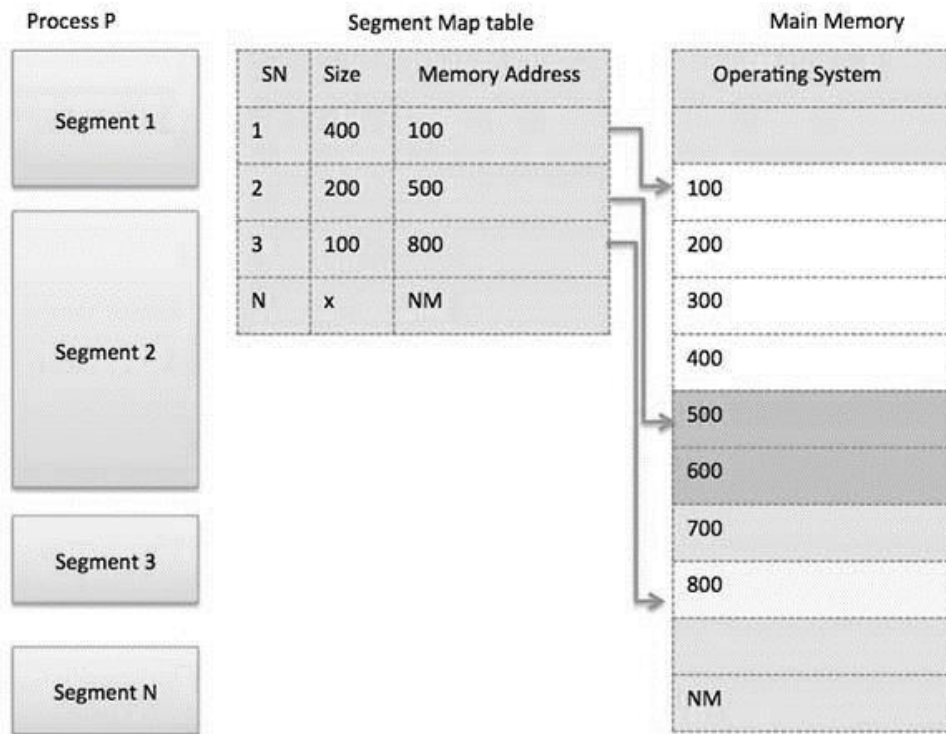 Process P
Segment 1
Segment 2
Segment 3
Segment N
Segment Map table
SN Size Memory Address
1 400 100
2 200 500
3 100 800
N x NM
Main Memory
Operating System
100
200
300
400
500
600
700
800
NM